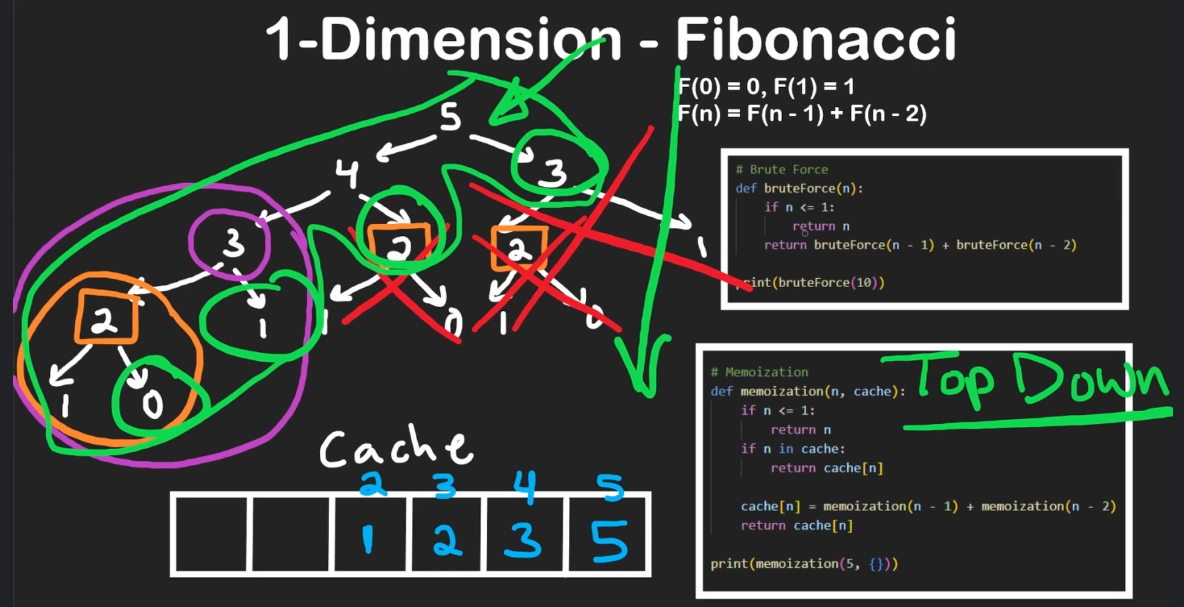 1-Dimension - Fibonacci
F(0) = 0, F(1) = 1
F(n) = F(n - 1) + F(n - 2)
5
4
3
3
2
2
1
2
1
1
0
1
0
1
0
# Brute Force
def bruteForce(n):
if n <= 1:
return n
return bruteForce(n - 1) + bruteForce(n - 2)
print(bruteForce(10))
Top Down
# Memoization
def memoization(n, cache):
if n <= 1:
return n
if n in cache:
return cache[n]
cache[n] = memoization(n - 1) + memoization(n - 2)
return cache[n]
print(memoization(5, {}))
Cache
2 3 4 5
1 2 3 5